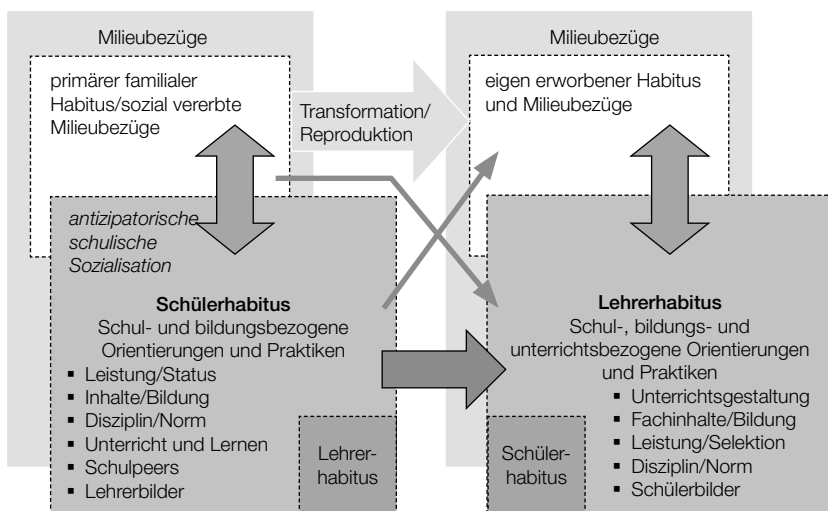 Milieubezüge
primärer familialer
Habitus/sozial vererbte
Milieubezüge
Transformation/
Reproduktion
Milieubezüge
eigen erworbener Habitus
und Milieubezüge
antizipatorische
schulische
Sozialisation
Schülerhabitus
Schul- und bildungsbezogene
Orientierungen und Praktiken
▪ Leistung/Status
▪ Inhalte/Bildung
▪ Disziplin/Norm
▪ Unterricht und Lernen
▪ Schulpeers
▪ Lehrerbilder
Lehrer-
habitus
Lehrerhabitus
Schul-, bildungs- und
unterrichtsbezogene Orientierungen
und Praktiken
▪ Unterrichtsgestaltung
▪ Fachinhalte/Bildung
▪ Leistung/Selektion
▪ Disziplin/Norm
▪ Schülerbilder
Schüler-
habitus